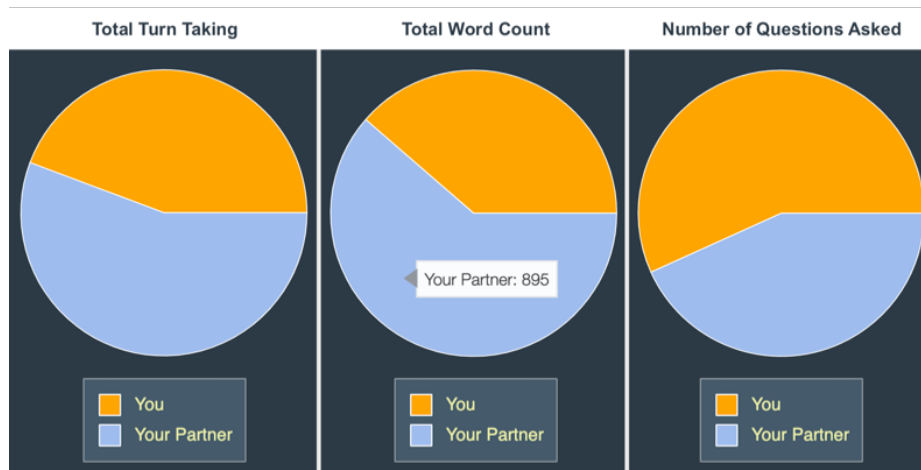 Total Turn Taking
Total Word Count
Number of Questions Asked
Your Partner: 895
You
Your Partner
You
Your Partner
You
Your Partner